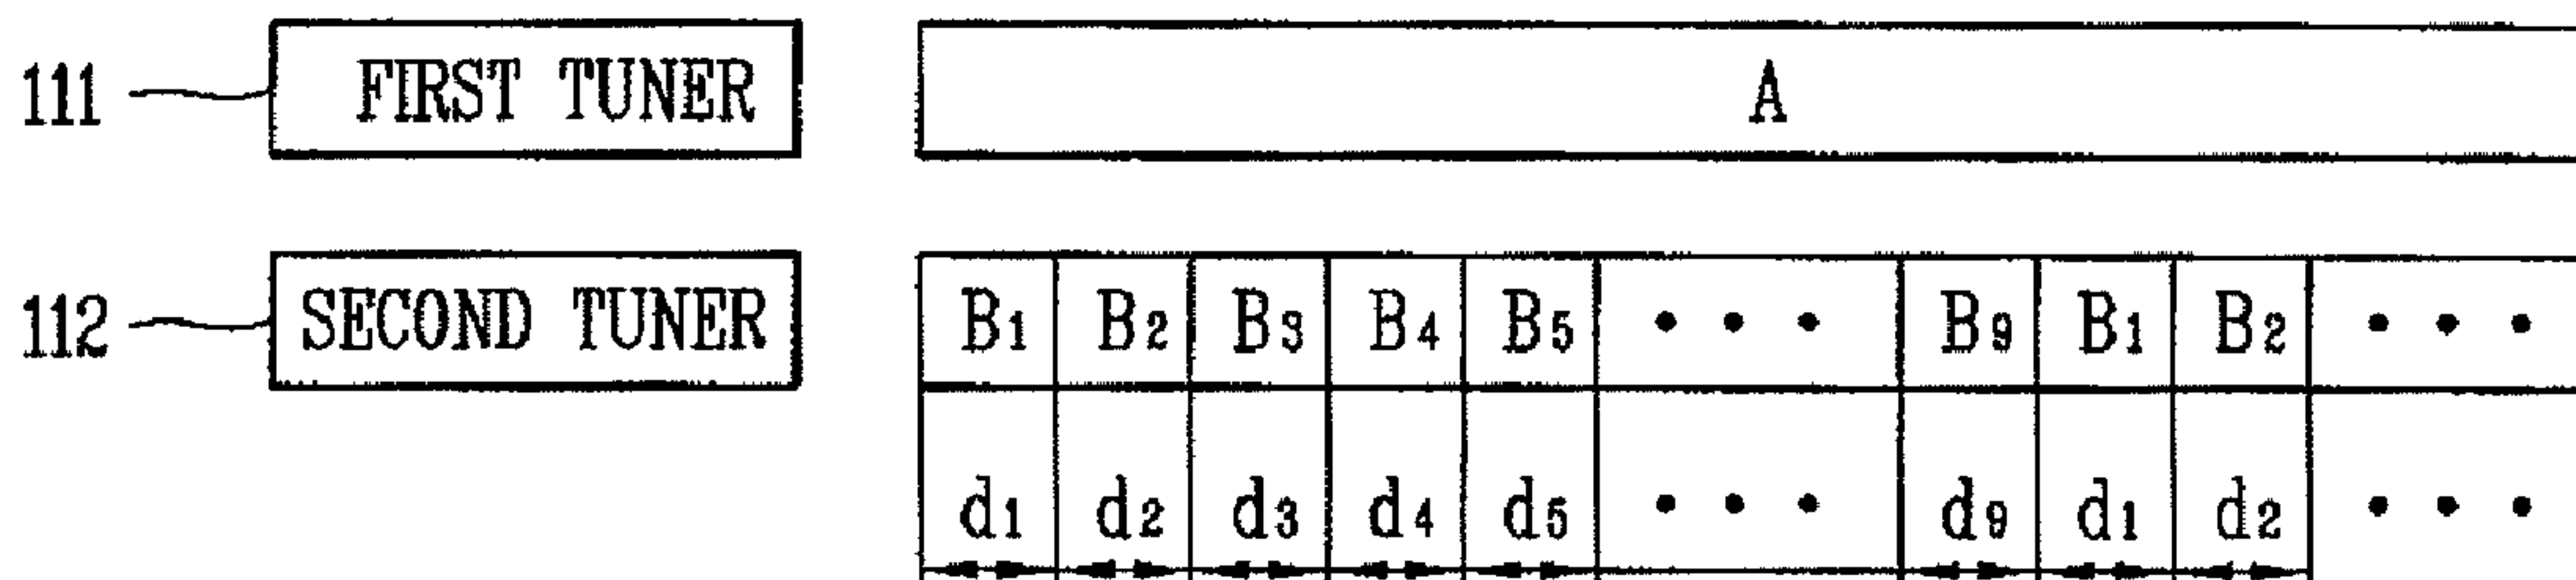 111 FIRST TUNER A
112 SECOND TUNER B1 B2 B3 B4 B5 • • • B9 B1 B2 • • •
d1 d2 d3 d4 d5 • • • d9 d1 d2 • • •